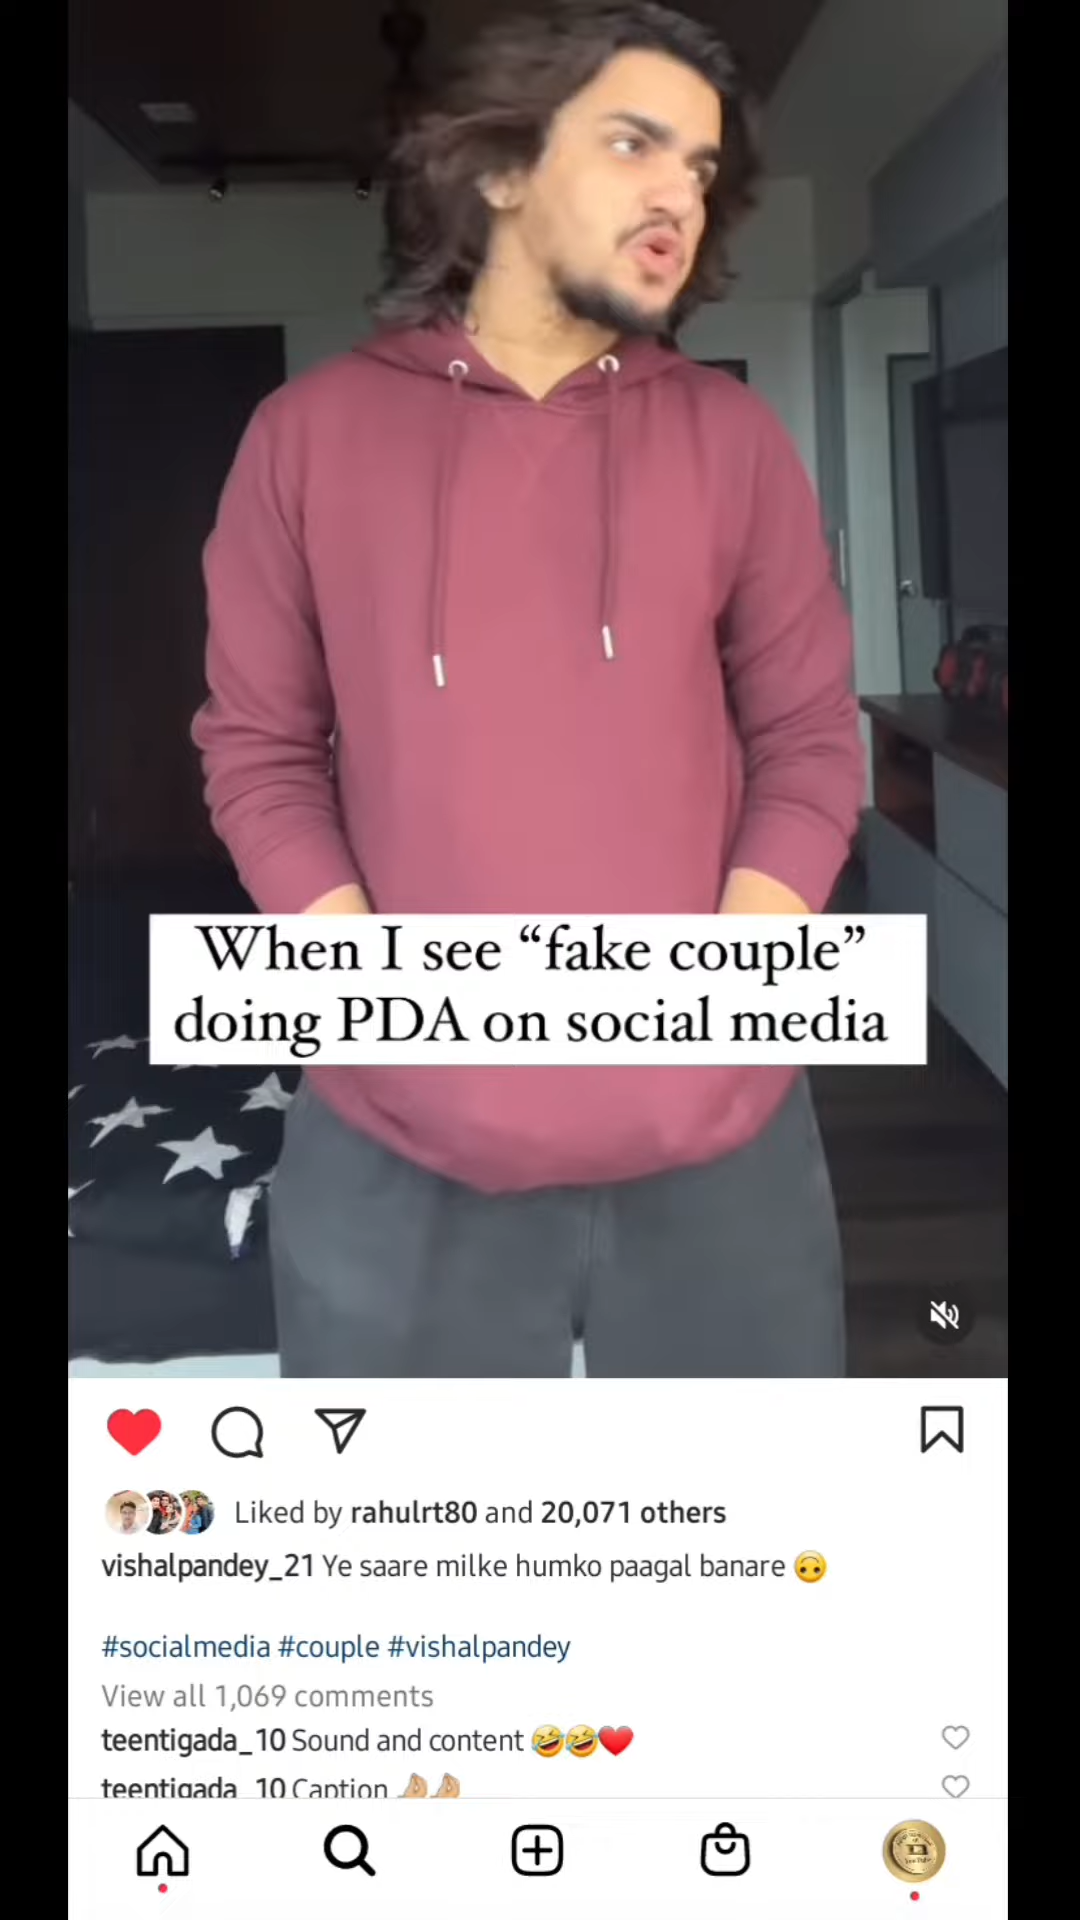 When I see “fake couple”
doing PDA on social media
Liked by rahulrt80 and 20,071 others
vishalpandey_21 Ye saare milke humko paagal banare 🙃
#socialmedia #couple #vishalpandey
View all 1,069 comments
teentigada_10 Sound and content 🤣🤣❤️
teentigada_10 Caption 🤌🏼🤌🏼